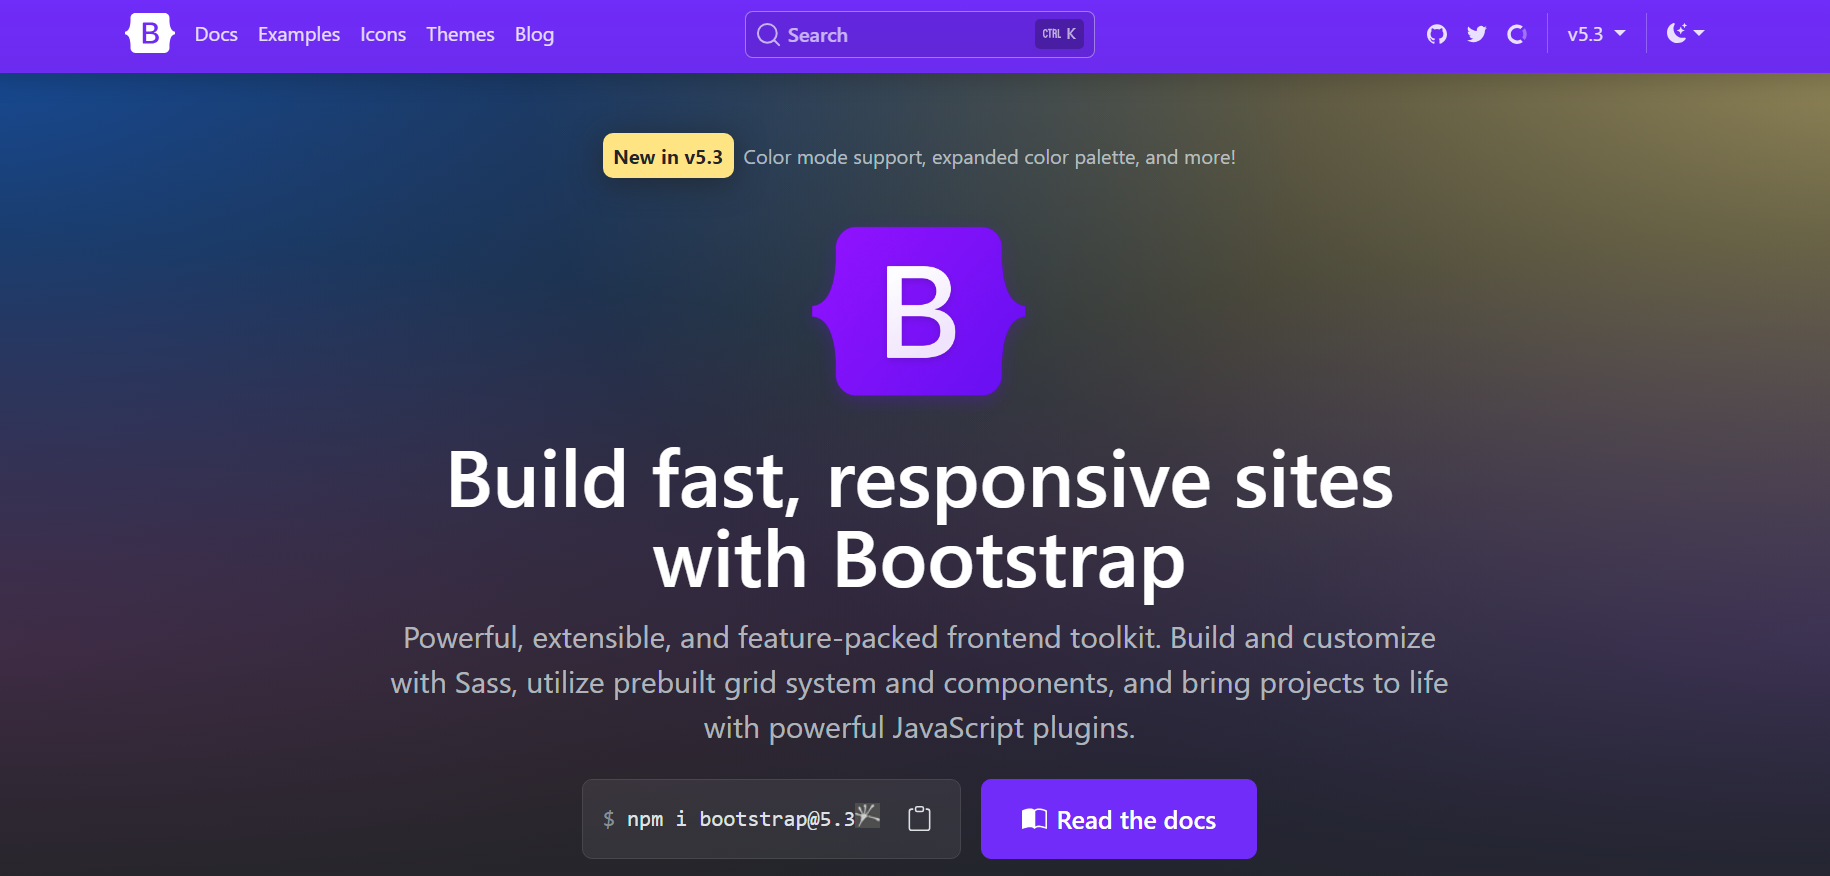 B Docs Examples Icons Themes Blog Search CTRL K v5.3
New in v5.3 Color mode support, expanded color palette, and more!
B
Build fast, responsive sites
with Bootstrap
Powerful, extensible, and feature-packed frontend toolkit. Build and customize
with Sass, utilize prebuilt grid system and components, and bring projects to life
with powerful JavaScript plugins.
$ npm i bootstrap@5.3 Read the docs